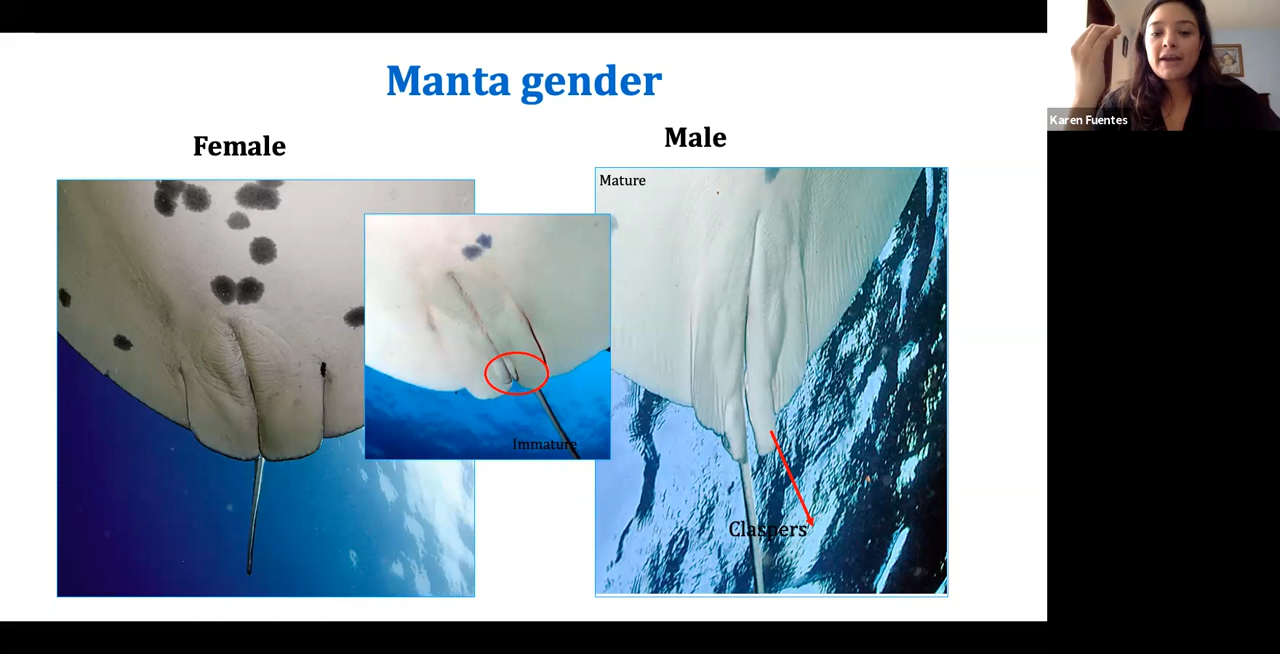 Manta gender
Female
Male
Mature
Immature
Claspers
Karen Fuentes